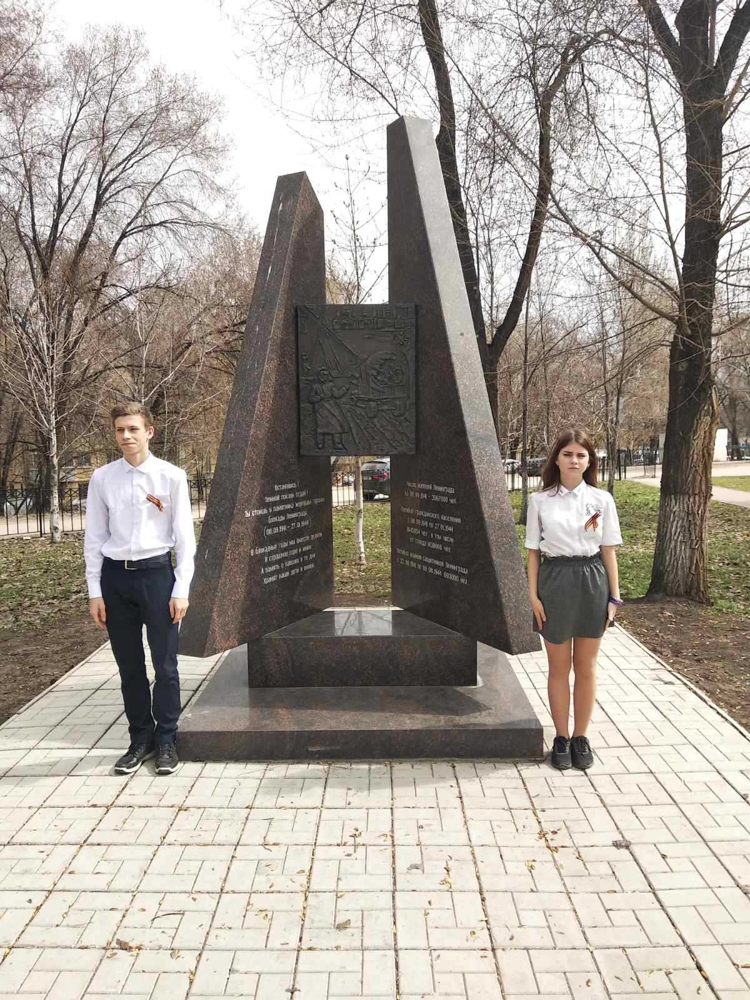 Остановись!
Земной поклон отдай!
Ты стоишь у памятника жертвам-героям
блокады Ленинграда
(08.09.1941 - 27.01.1944)
В блокадные годы мы вместе делили
И страшное горе и мины
А память о павших в те дни
Хранят наши дети и внуки
Число жителей Ленинграда
на 08.09.1941 - 3067000 чел.
Погибло гражданского населения
с 08.09.1941 по 27.01.1944
чел., в том числе
от голода чел.
Погибло воинов-защитников Ленинграда
с 22.06.1941 по 09.08.1944 693000 чел.